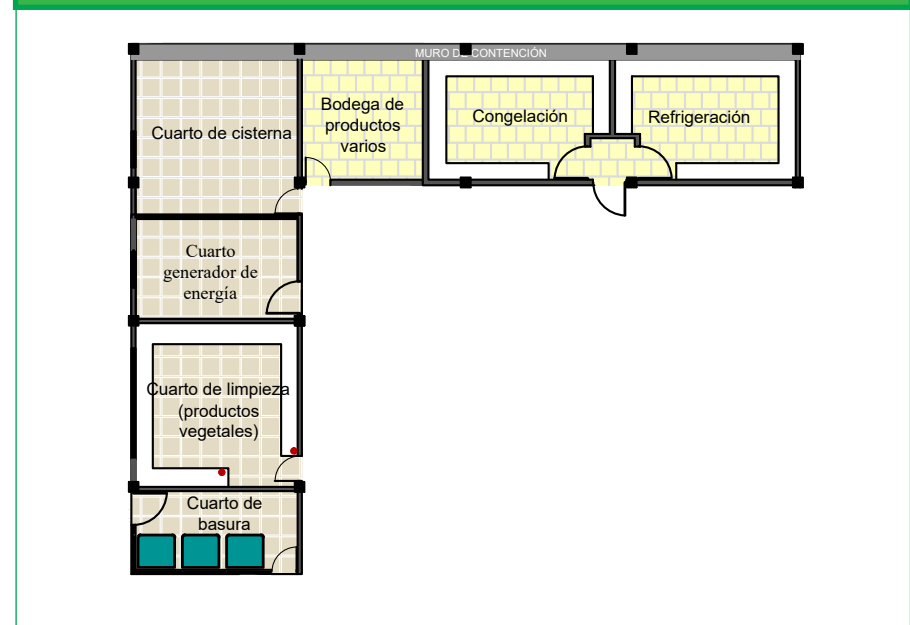 MURO DE CONTENCIÓN
Cuarto de cisterna
Bodega de
productos
varios
Congelación
Refrigeración
Cuarto
generador de
energía
Cuarto de limpieza
(productos
vegetales)
Cuarto de
basura